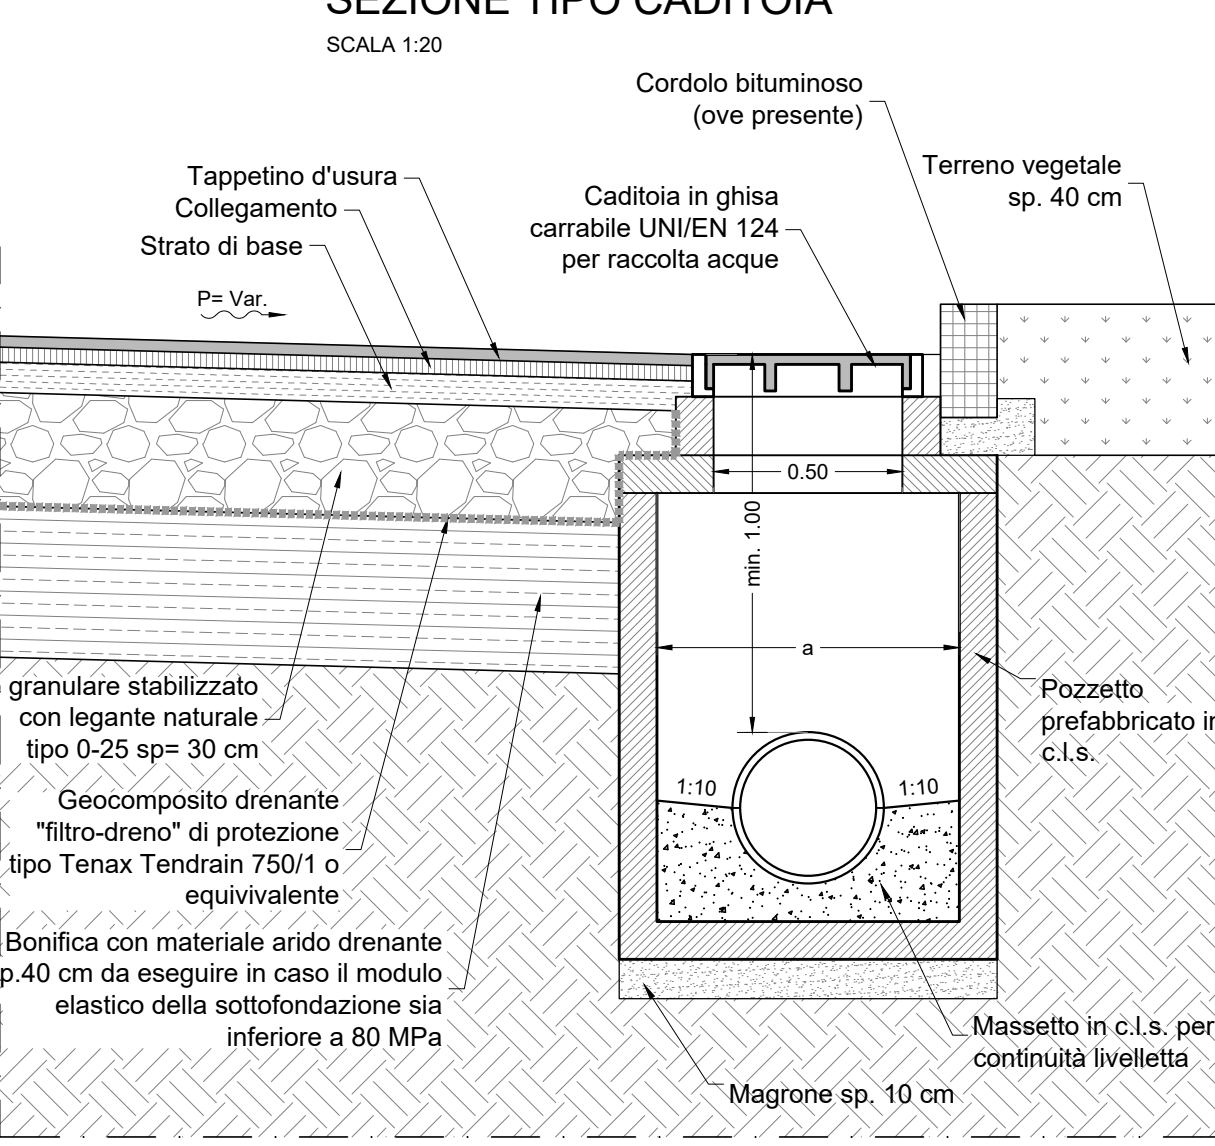 SEZIONE TIPO CADITOIA
SCALA 1:20
Cordolo bituminoso
(ove presente)
Terreno vegetale
sp. 40 cm
Tappetino d'usura
Collegamento
Strato di base
Caditoia in ghisa
carrabile UNI/EN 124
per raccolta acque
P= Var.
0.50
min. 1.00
a
1:10
1:10
granulare stabilizzato
con legante naturale
tipo 0-25 sp= 30 cm
Pozzetto
prefabbricato in
c.l.s.
Geocomposito drenante
"filtro-dreno" di protezione
tipo Tenax Tendrain 750/1 o
equivivalente
Bonifica con materiale arido drenante
p.40 cm da eseguire in caso il modulo
elastico della sottofondazione sia
inferiore a 80 MPa
Massetto in c.l.s. per
continuità livelletta
Magrone sp. 10 cm